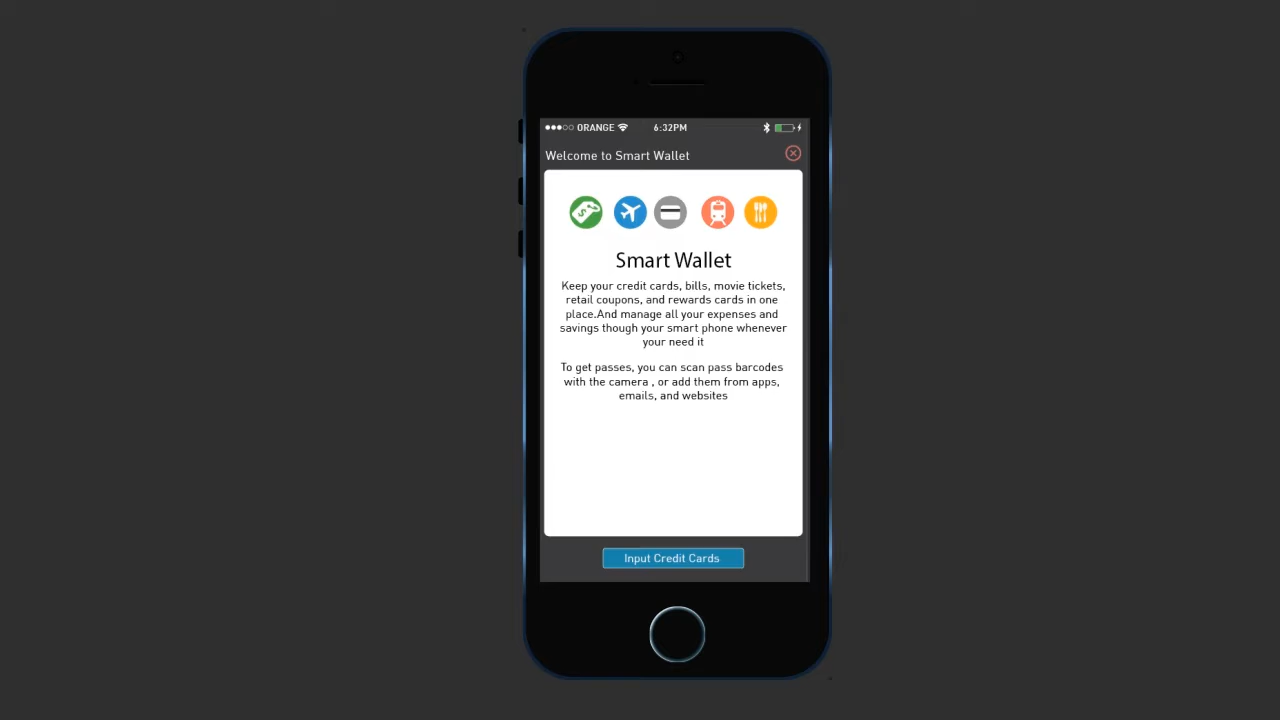 ORANGE 6:32PM
Welcome to Smart Wallet
Smart Wallet
Keep your credit cards, bills, movie tickets,
retail coupons, and rewards cards in one
place.And manage all your expenses and
savings though your smart phone whenever
your need it
To get passes, you can scan pass barcodes
with the camera , or add them from apps,
emails, and websites
Input Credit Cards